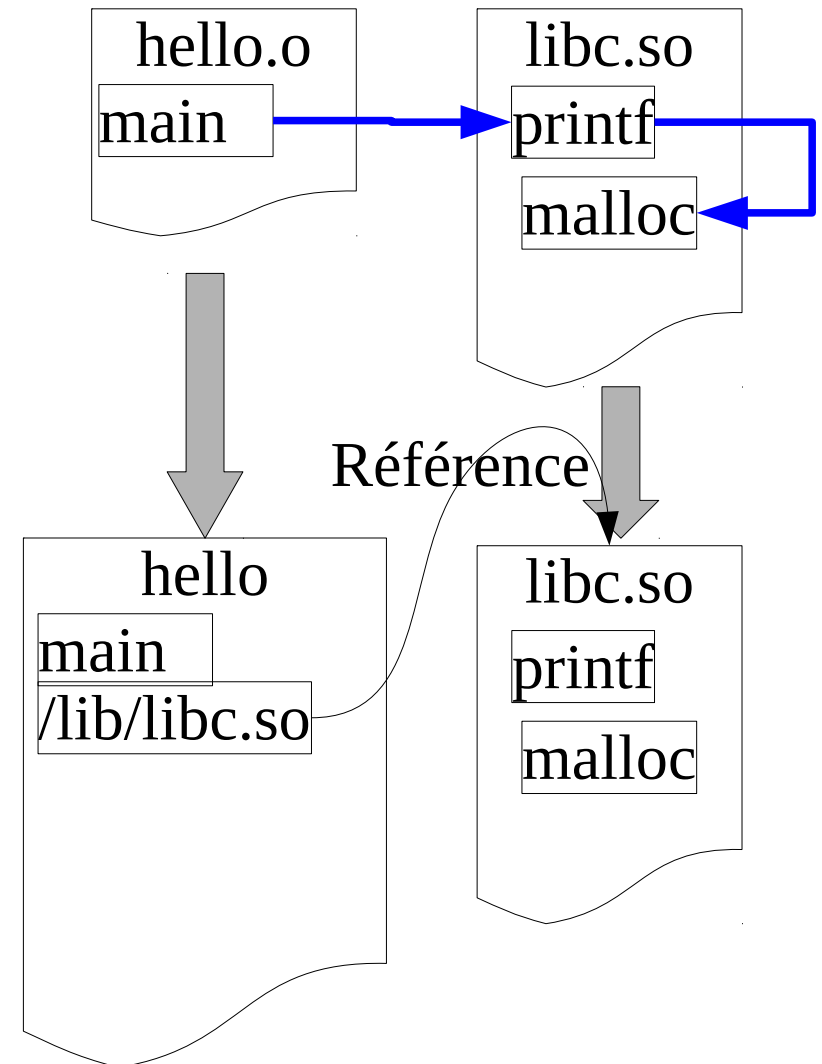 hello.o
main
libc.so
printf
malloc
Référence
hello
main
/lib/libc.so
libc.so
printf
malloc